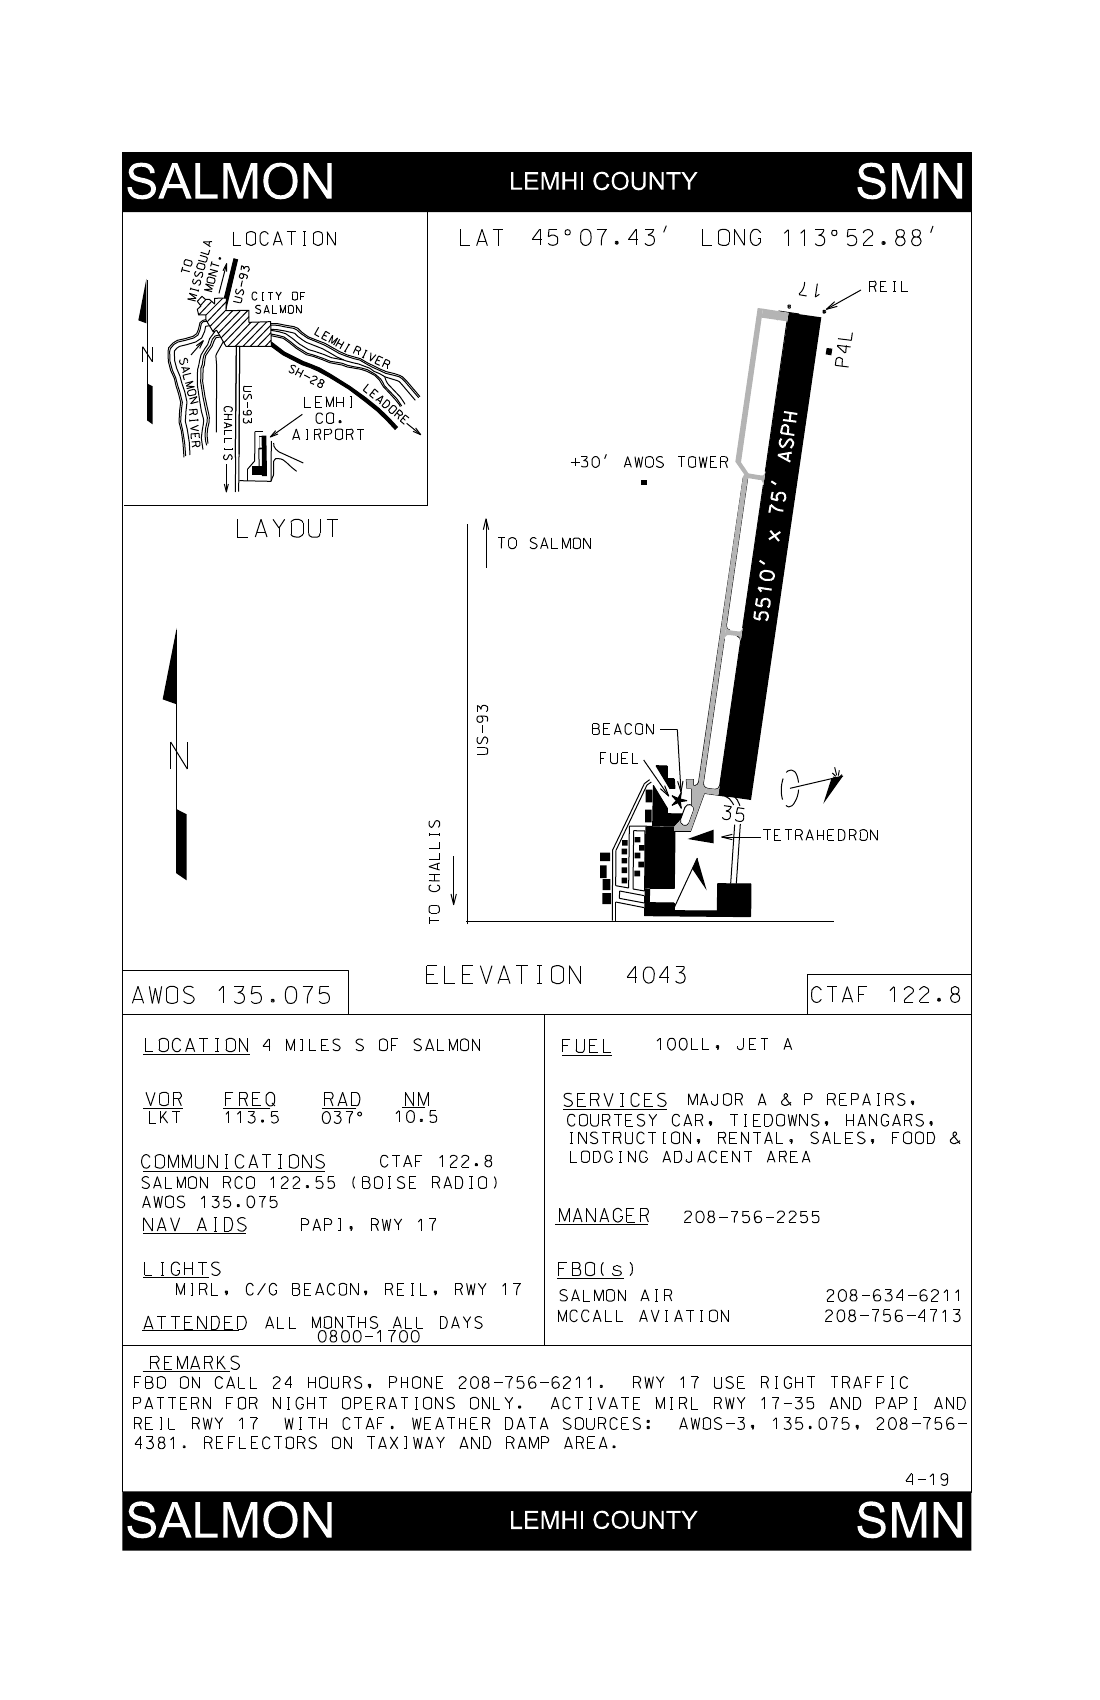 SALMON LEMHI COUNTY SMN
LOCATION
TO
MISSOULA
MONT.
US-93
CITY OF
SALMON
N
LEMHI RIVER
SALMON RIVER
SH-28
LEADORE
US-93
CHALLIS
LEMHI
CO.
AIRPORT
LAT 45°07.43' LONG 113°52.88'
17
REIL
P4L
+30' AWOS TOWER
5510' x 75' ASPH
LAYOUT
TO SALMON
N
US-93
BEACON
FUEL
35
TETRAHEDRON
TO CHALLIS
ELEVATION 4043
AWOS 135.075
CTAF 122.8
LOCATION 4 MILES S OF SALMON
VOR FREQ RAD NM
LKT 113.5 037° 10.5
COMMUNICATIONS CTAF 122.8
SALMON RCO 122.55 (BOISE RADIO)
AWOS 135.075
NAV AIDS PAPI, RWY 17
LIGHTS
MIRL, C/G BEACON, REIL, RWY 17
ATTENDED ALL MONTHS ALL DAYS
0800-1700
FUEL 100LL, JET A
SERVICES MAJOR A & P REPAIRS,
COURTESY CAR, TIEDOWNS, HANGARS,
INSTRUCTION, RENTAL, SALES, FOOD &
LODGING ADJACENT AREA
MANAGER 208-756-2255
FBO(s)
SALMON AIR 208-634-6211
MCCALL AVIATION 208-756-4713
REMARKS
FBO ON CALL 24 HOURS, PHONE 208-756-6211. RWY 17 USE RIGHT TRAFFIC
PATTERN FOR NIGHT OPERATIONS ONLY. ACTIVATE MIRL RWY 17-35 AND PAPI AND
REIL RWY 17 WITH CTAF. WEATHER DATA SOURCES: AWOS-3, 135.075, 208-756-
4381. REFLECTORS ON TAXIWAY AND RAMP AREA.
4-19
SALMON LEMHI COUNTY SMN